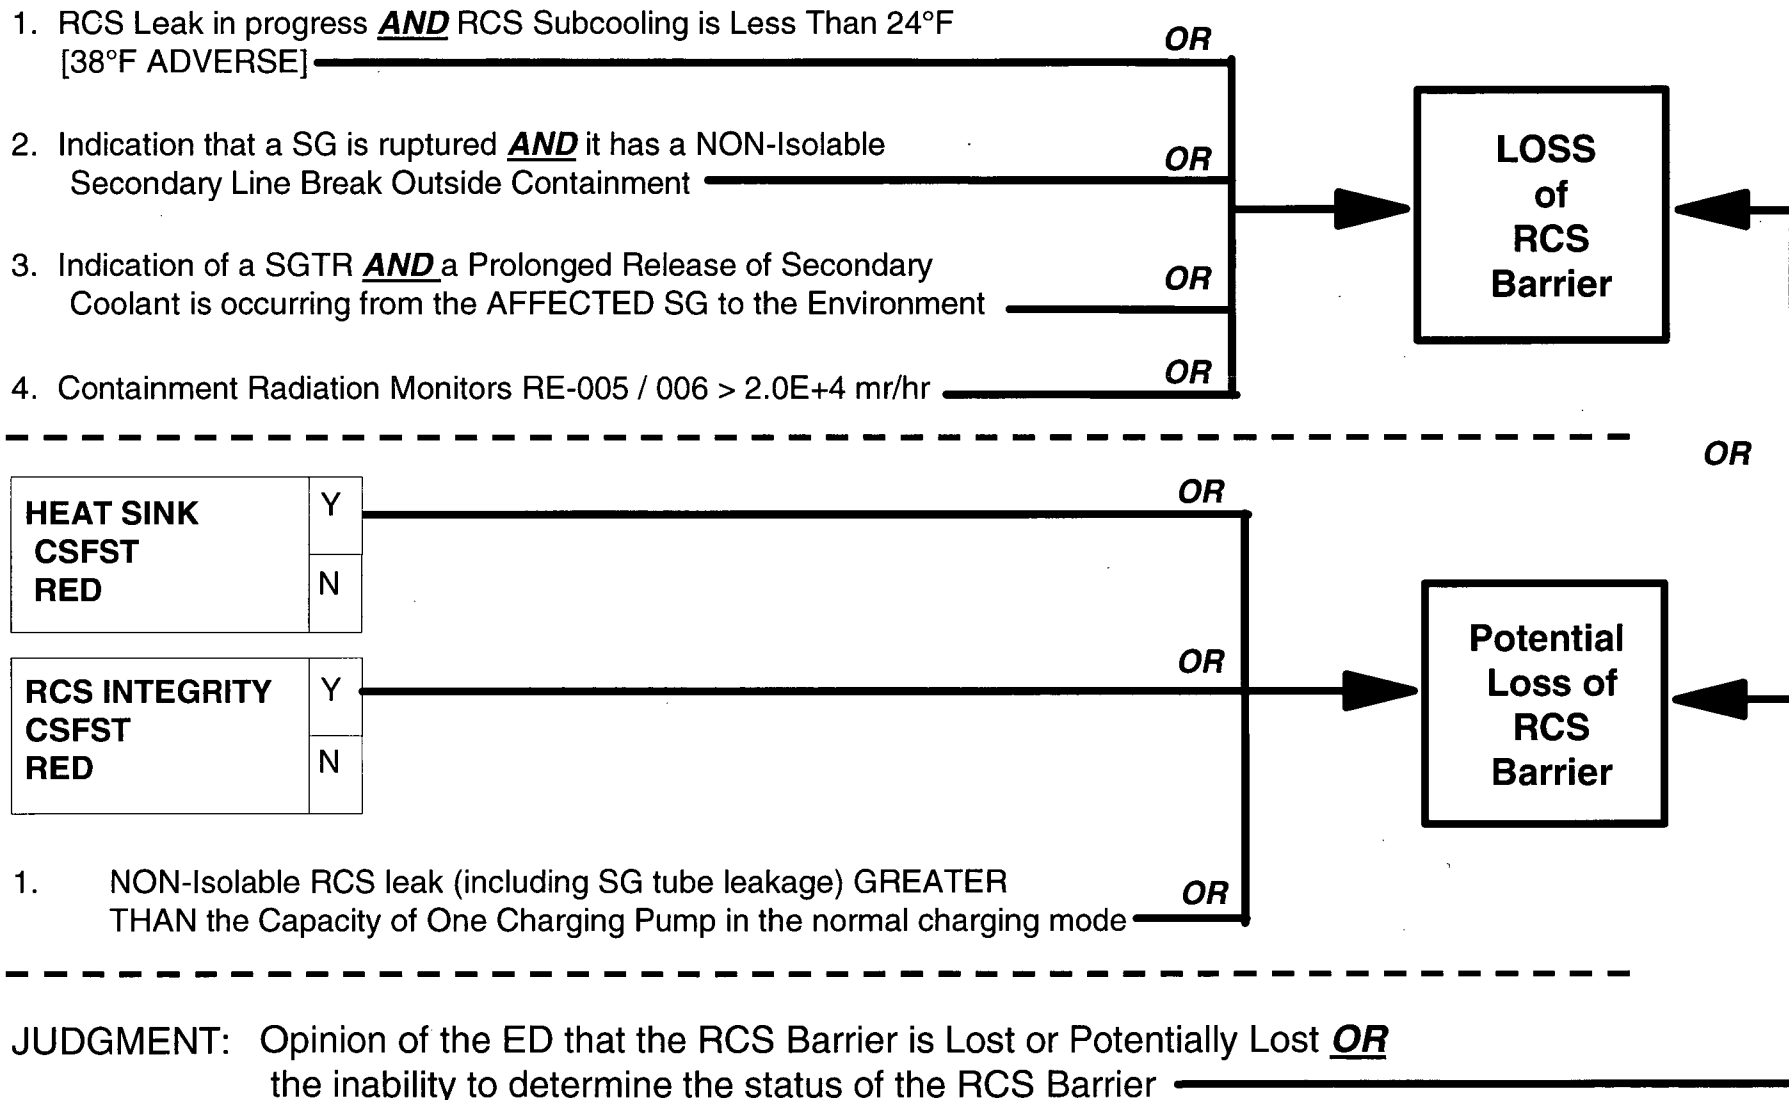 1. RCS Leak in progress AND RCS Subcooling is Less Than 24°F
[38°F ADVERSE]
OR
2. Indication that a SG is ruptured AND it has a NON-Isolable
Secondary Line Break Outside Containment
OR
3. Indication of a SGTR AND a Prolonged Release of Secondary
Coolant is occurring from the AFFECTED SG to the Environment
OR
4. Containment Radiation Monitors RE-005 / 006 > 2.0E+4 mr/hr
OR
LOSS
of
RCS
Barrier
OR
HEAT SINK
CSFST
RED
Y
N
OR
RCS INTEGRITY
CSFST
RED
Y
N
OR
Potential
Loss of
RCS
Barrier
1. NON-Isolable RCS leak (including SG tube leakage) GREATER
THAN the Capacity of One Charging Pump in the normal charging mode
OR
JUDGMENT: Opinion of the ED that the RCS Barrier is Lost or Potentially Lost OR
the inability to determine the status of the RCS Barrier